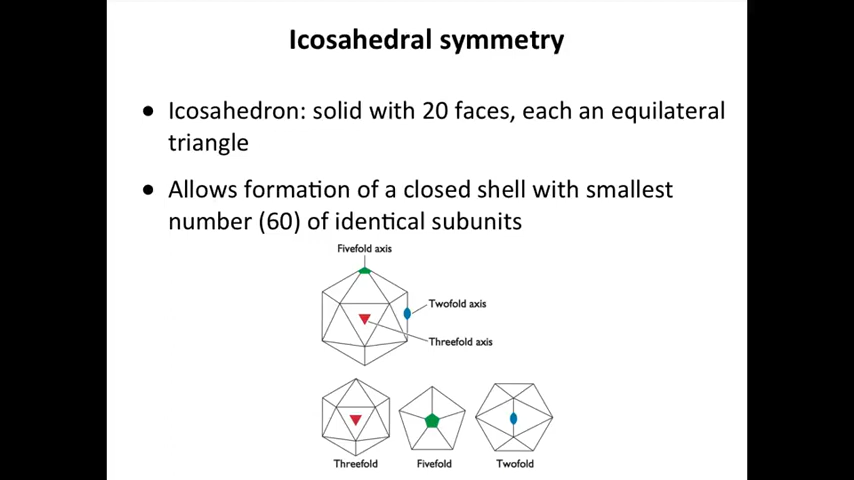 Icosahedral symmetry
• Icosahedron: solid with 20 faces, each an equilateral
triangle
• Allows formation of a closed shell with smallest
number (60) of identical subunits
Fivefold axis
Twofold axis
Threefold axis
Threefold
Fivefold
Twofold